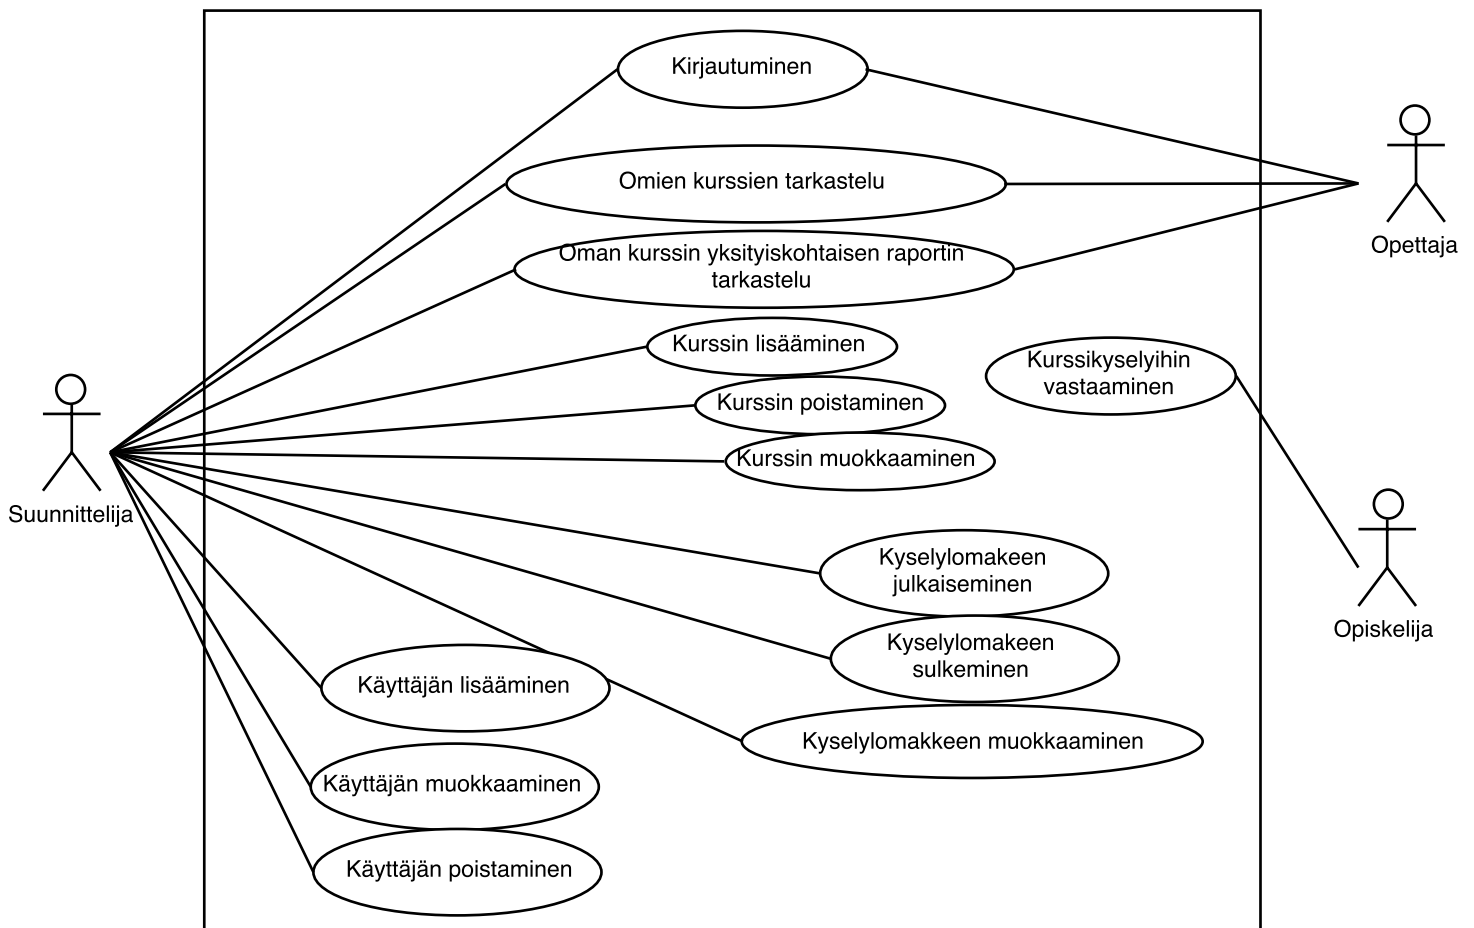 Kirjautuminen
Omien kurssien tarkastelu
Opettaja
Oman kurssin yksityiskohtaisen raportin
tarkastelu
Kurssin lisääminen
Kurssikyselyihin
vastaaminen
Kurssin poistaminen
Kurssin muokkaaminen
Suunnittelija
Kyselylomakeen
julkaiseminen
Opiskelija
Kyselylomakeen
sulkeminen
Käyttäjän lisääminen
Kyselylomakkeen muokkaaminen
Käyttäjän muokkaaminen
Käyttäjän poistaminen